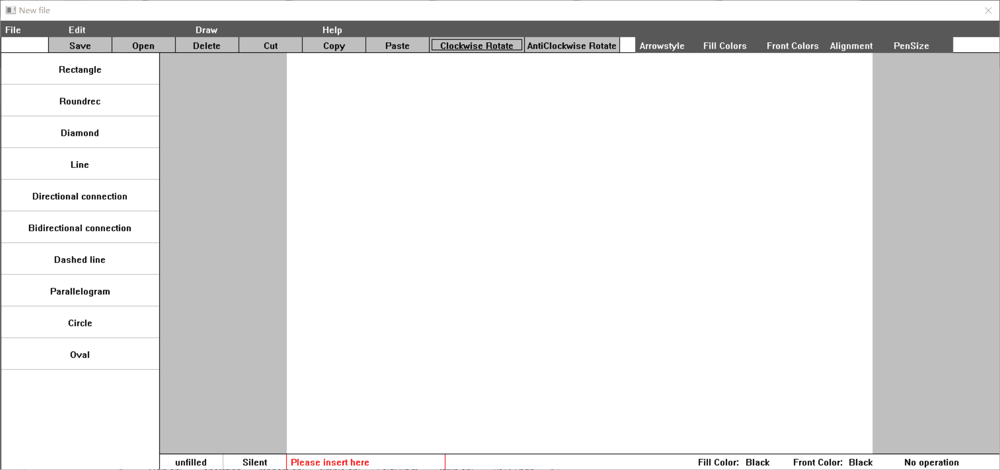 New file
File Edit Draw Help
Save Open Delete Cut Copy Paste Clockwise Rotate AntiClockwise Rotate Arrowstyle Fill Colors Front Colors Alignment PenSize
Rectangle
Roundrec
Diamond
Line
Directional connection
Bidirectional connection
Dashed line
Parallelogram
Circle
Oval
unfilled Silent Please insert here Fill Color: Black Front Color: Black No operation